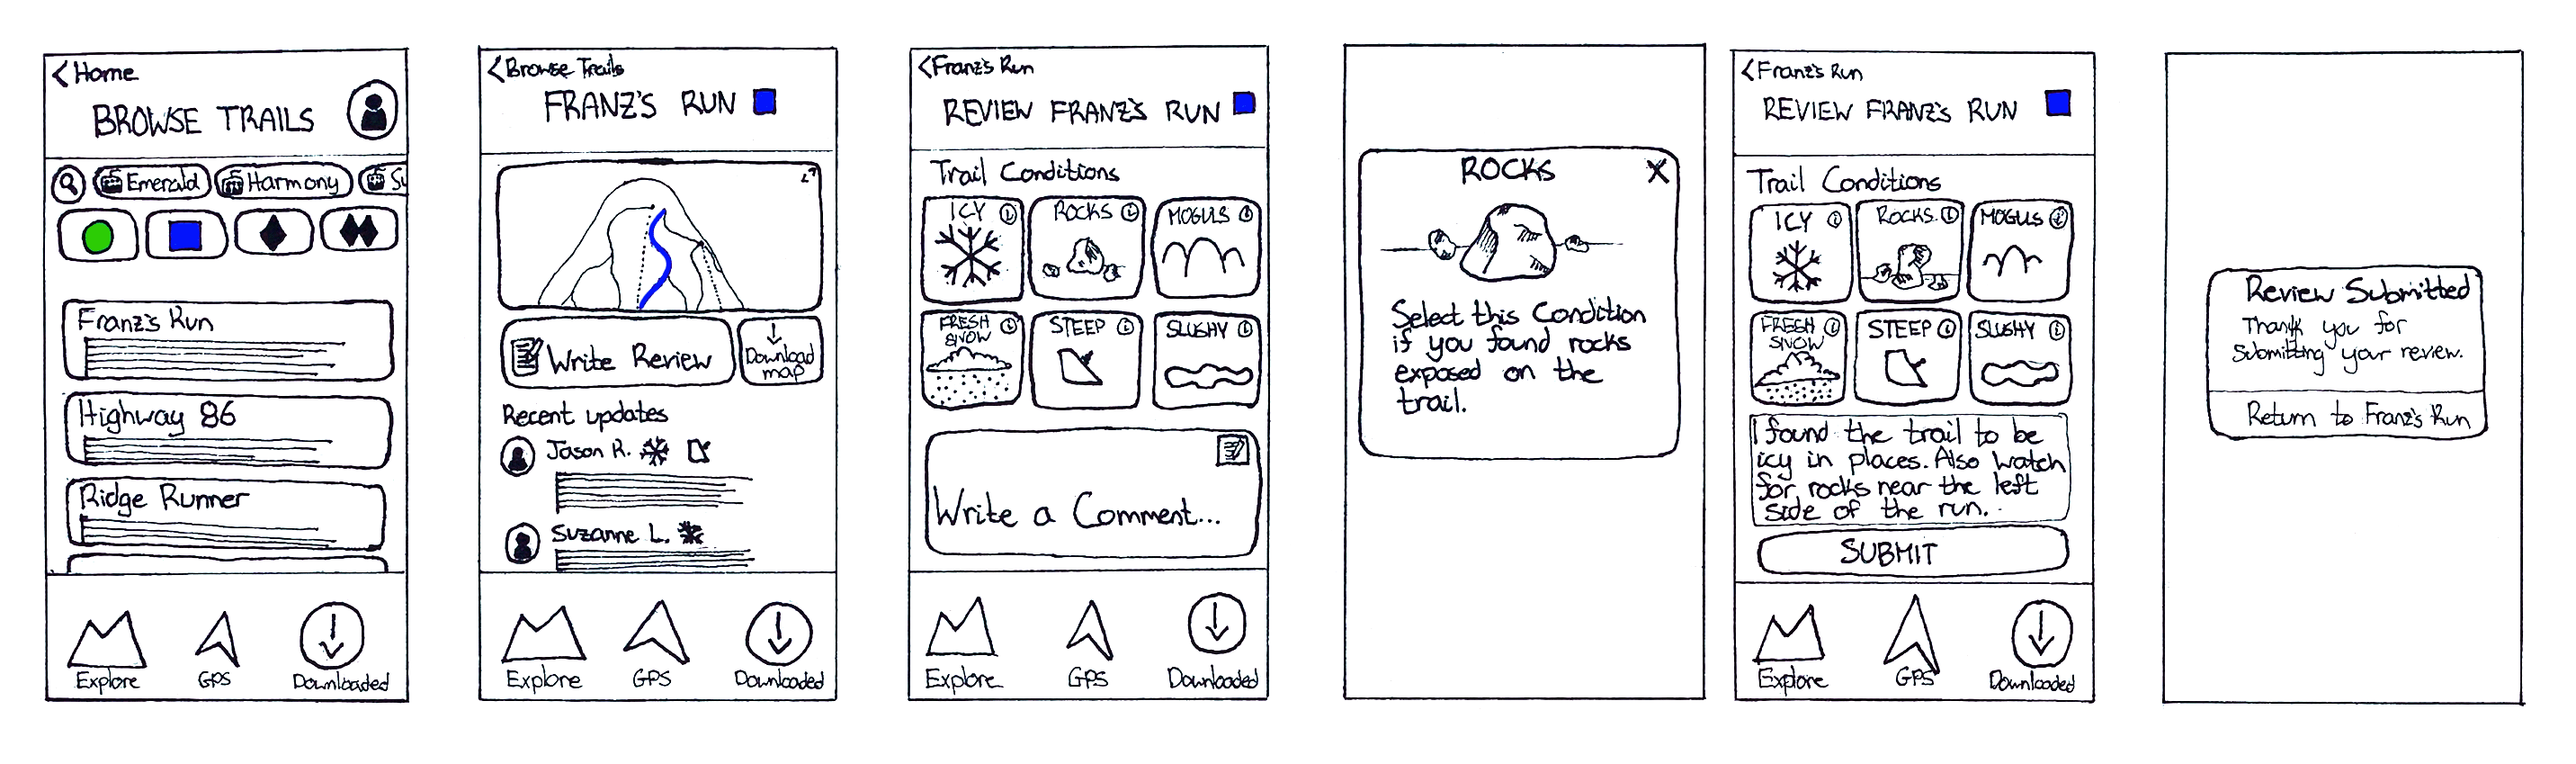 < Home
BROWSE TRAILS
Emerald
Harmony
Su
Franz's Run
Highway 86
Ridge Runner
Explore
GPS
Downloaded
< Browse Trails
FRANZ'S RUN
Write Review
Download
map
Recent updates
Jason R.
Suzanne L.
Explore
GPS
Downloaded
< Franz's Run
REVIEW FRANZ'S RUN
Trail Conditions
ICY i
ROCKS i
MOGULS i
FRESH i
SNOW
STEEP i
SLUSHY i
Write a Comment...
Explore
GPS
Downloaded
ROCKS X
Select this Condition
if you found rocks
exposed on the
trail.
< Franz's Run
REVIEW FRANZ'S RUN
Trail Conditions
ICY i
ROCKS i
MOGULS i
FRESH i
SNOW
STEEP i
SLUSHY i
I found the trail to be
icy in places. Also watch
for rocks near the left
side of the run.
SUBMIT
Explore
GPS
Downloaded
Review Submitted
Thank you for
submitting your review.
Return to Franz's Run